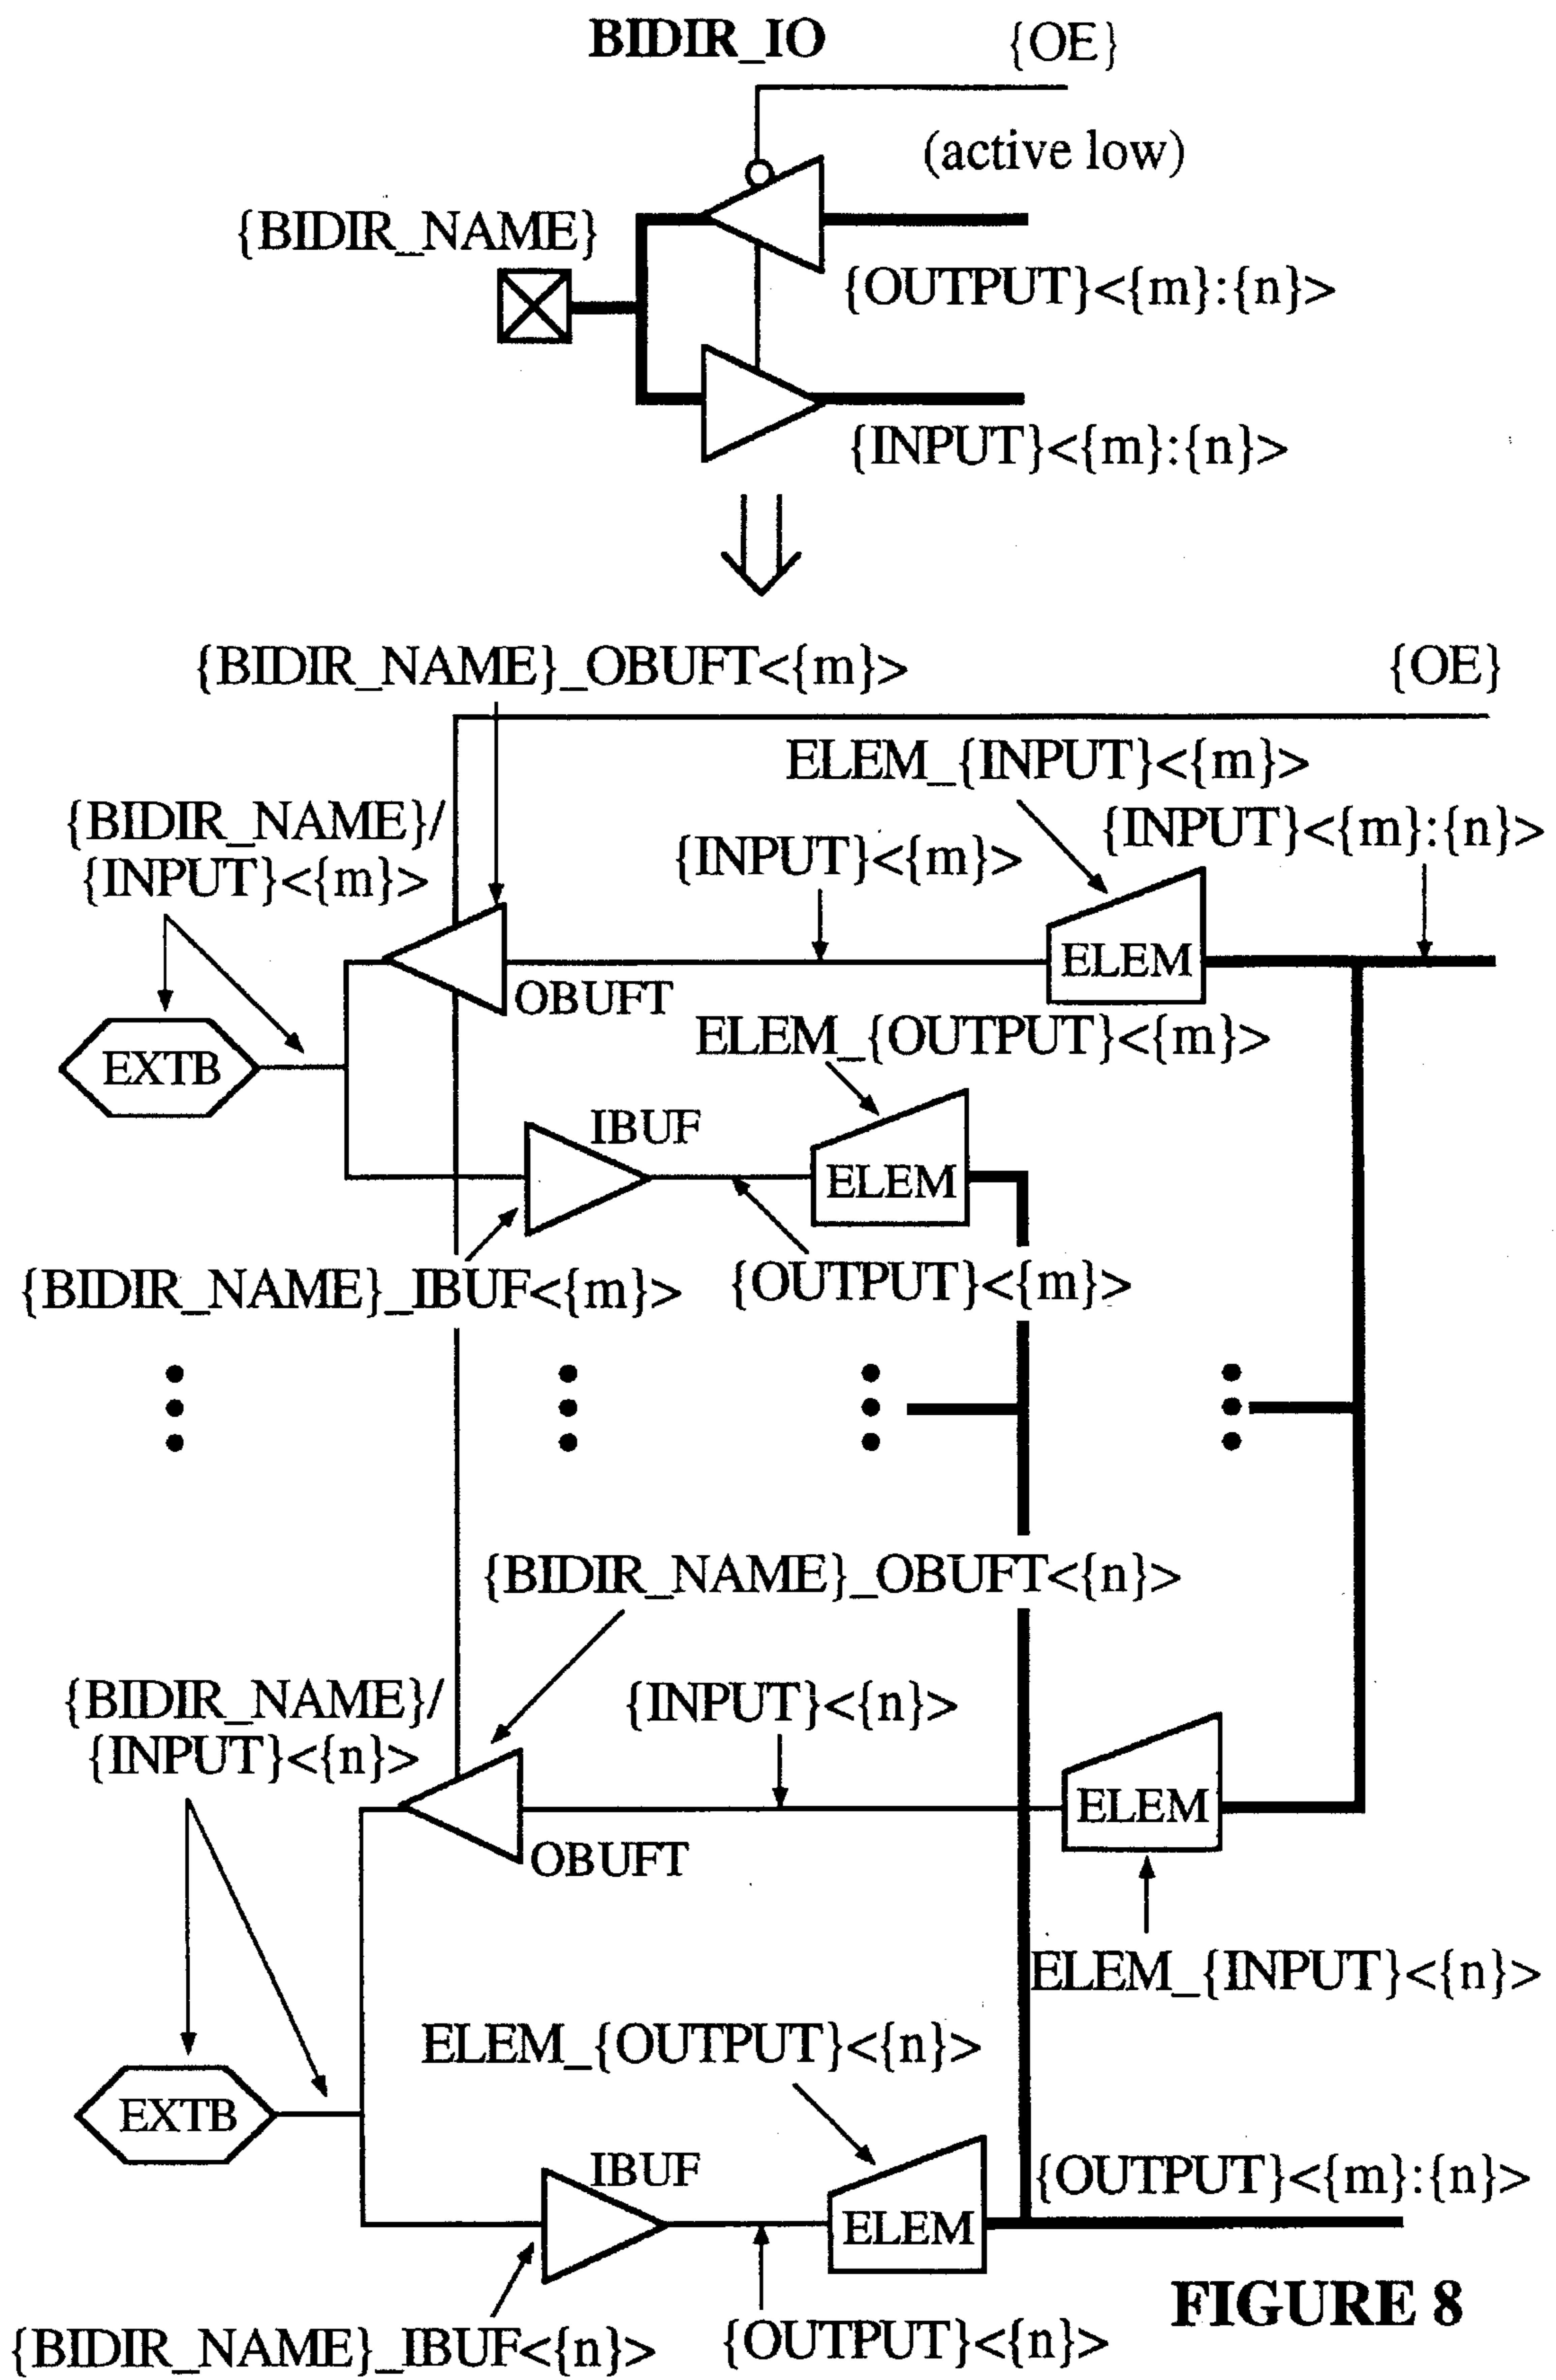 BIDIR_IO
{OE}
(active low)
{BIDIR_NAME}
{OUTPUT}<{m}:{n}>
{INPUT}<{m}:{n}>
{BIDIR_NAME}_OBUFT<{m}>
{OE}
ELEM_{INPUT}<{m}>
{BIDIR_NAME}/
{INPUT}<{m}>
{INPUT}<{m}>
{INPUT}<{m}:{n}>
ELEM
OBUFT
ELEM_{OUTPUT}<{m}>
EXTB
IBUF
ELEM
{BIDIR_NAME}_IBUF<{m}>
{OUTPUT}<{m}>
{BIDIR_NAME}_OBUFT<{n}>
{BIDIR_NAME}/
{INPUT}<{n}>
{INPUT}<{n}>
ELEM
OBUFT
ELEM_{INPUT}<{n}>
ELEM_{OUTPUT}<{n}>
EXTB
IBUF
{OUTPUT}<{m}:{n}>
ELEM
FIGURE 8
{BIDIR_NAME}_IBUF<{n}>
{OUTPUT}<{n}>